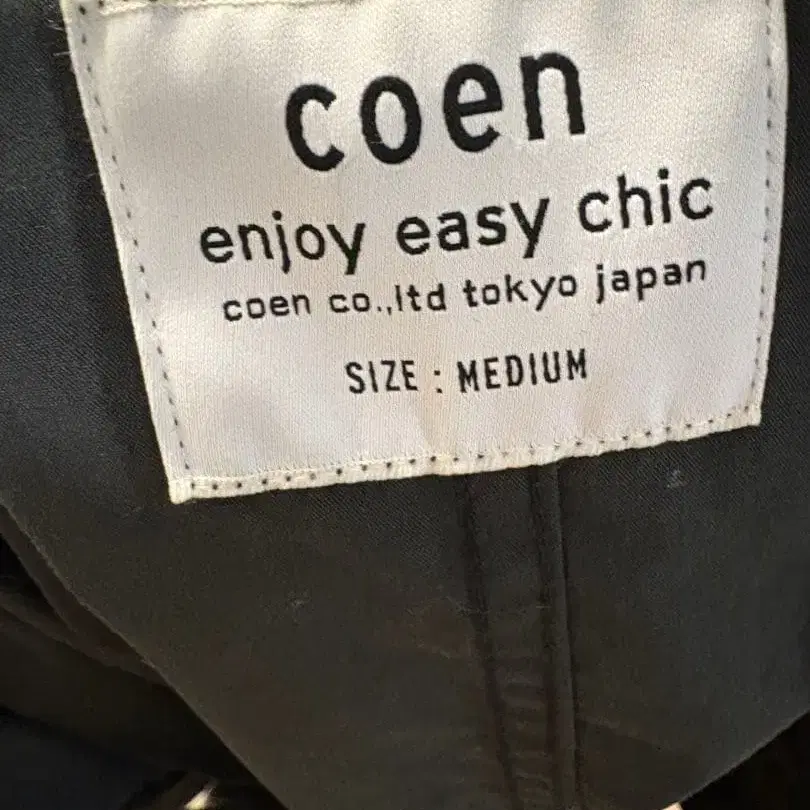 coen
enjoy easy chic
coen co.,ltd tokyo japan
SIZE : MEDIUM